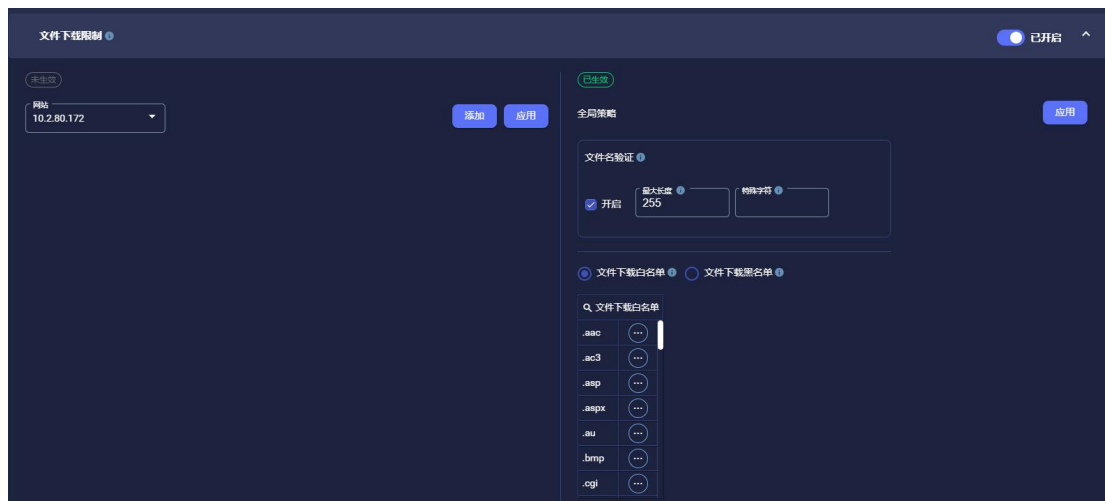 文件下载限制
已开启
未生效
网站
10.2.80.172
添加
应用
已生效
全局策略
应用
文件名验证
开启
最大长度
255
特殊字符
文件下载白名单
文件下载黑名单
文件下载白名单
.aac
.ac3
.asp
.aspx
.au
.bmp
.cgi